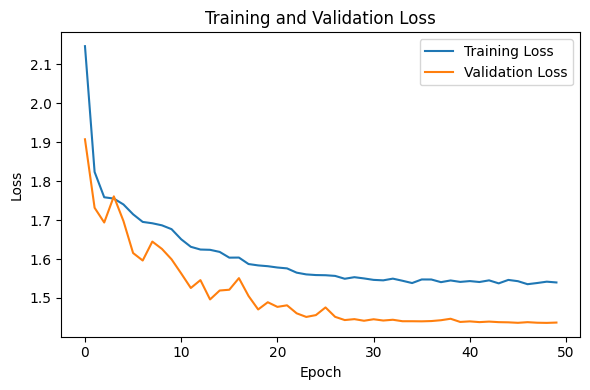 Training and Validation Loss
Training Loss
Validation Loss
2.1
2.0
1.9
1.8
1.7
1.6
1.5
Loss
0 10 20 30 40 50
Epoch